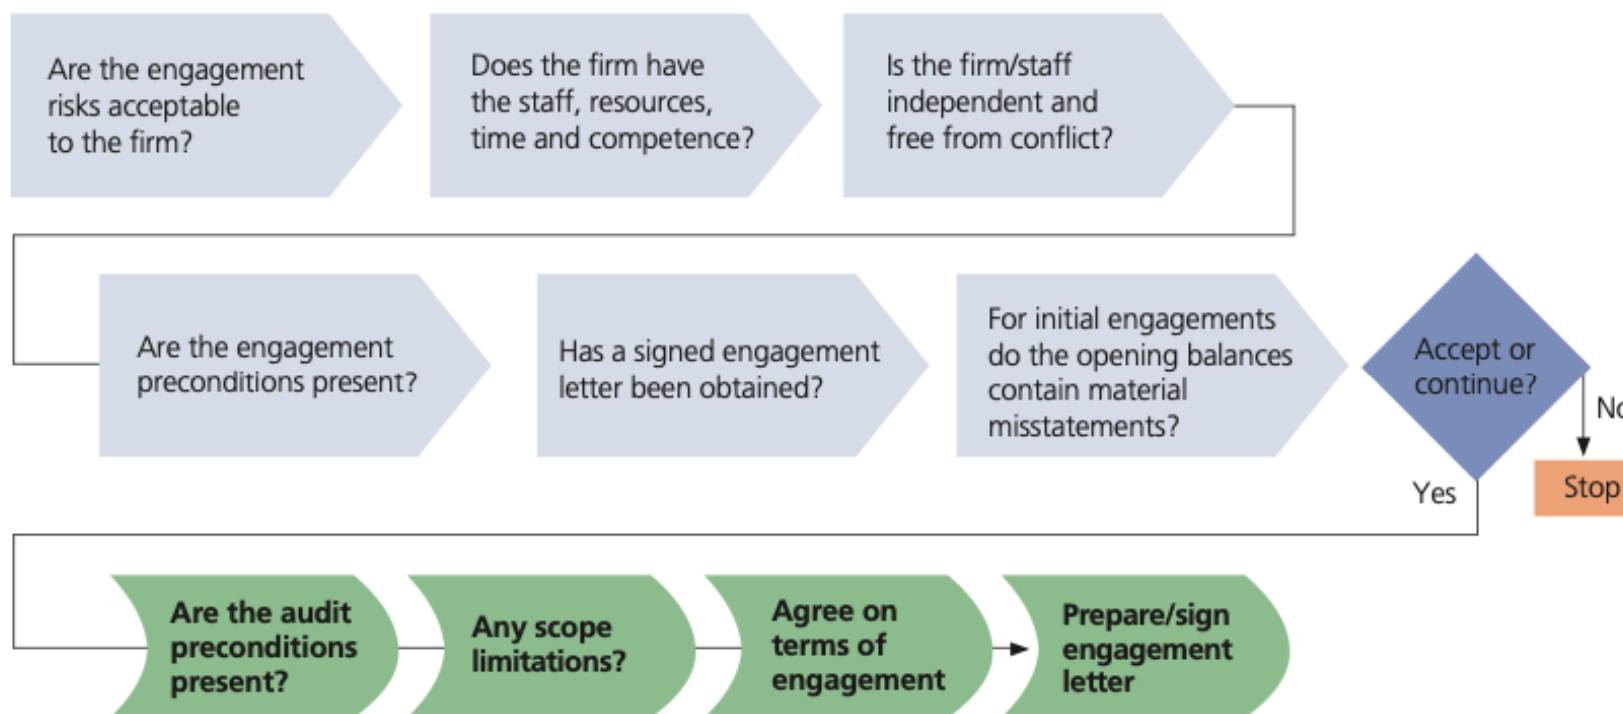 Are the engagement
risks acceptable
to the firm?
Does the firm have
the staff, resources,
time and competence?
Is the firm/staff
independent and
free from conflict?
Are the engagement
preconditions present?
Has a signed engagement
letter been obtained?
For initial engagements
do the opening balances
contain material
misstatements?
Accept or
continue?
No
Stop
Yes
Are the audit
preconditions
present?
Any scope
limitations?
Agree on
terms of
engagement
Prepare/sign
engagement
letter